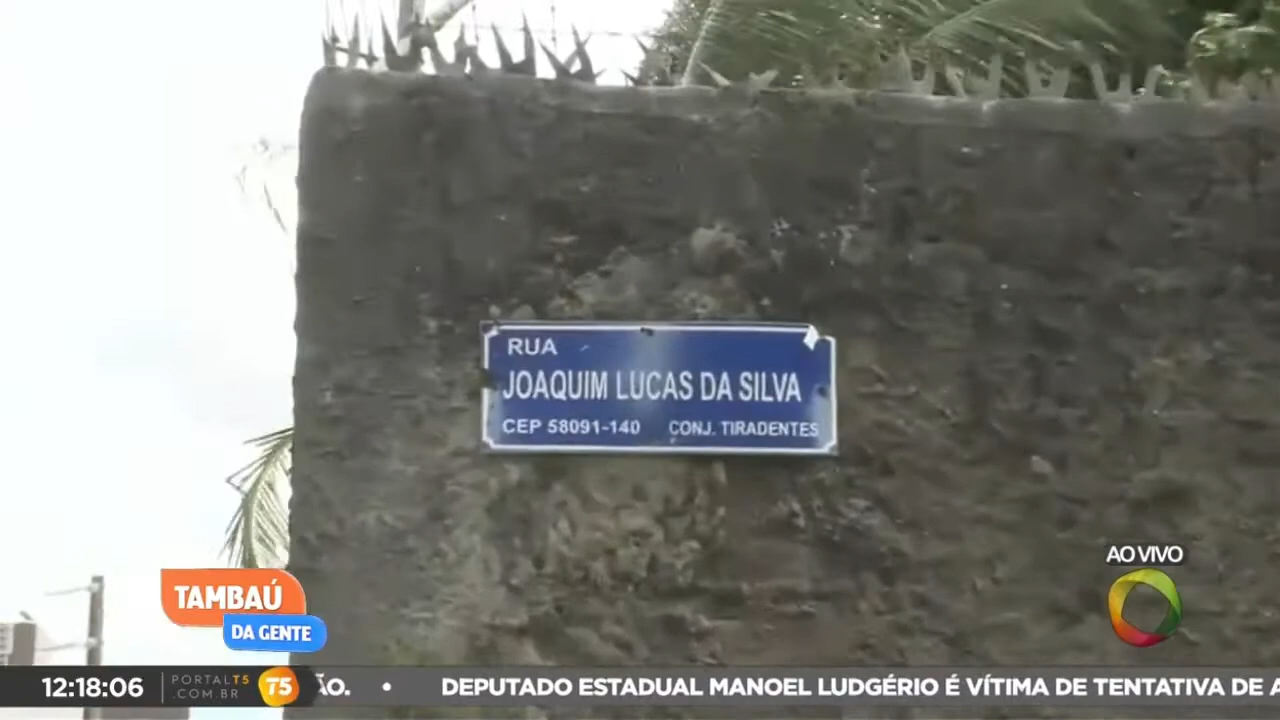 RUA
JOAQUIM LUCAS DA SILVA
CEP 58091-140 CONJ. TIRADENTES
AO VIVO
TAMBAÚ
DA GENTE
12:18:06
PORTAL T5
.COM.BR
T5
ÃO. • DEPUTADO ESTADUAL MANOEL LUDGÉRIO É VÍTIMA DE TENTATIVA DE